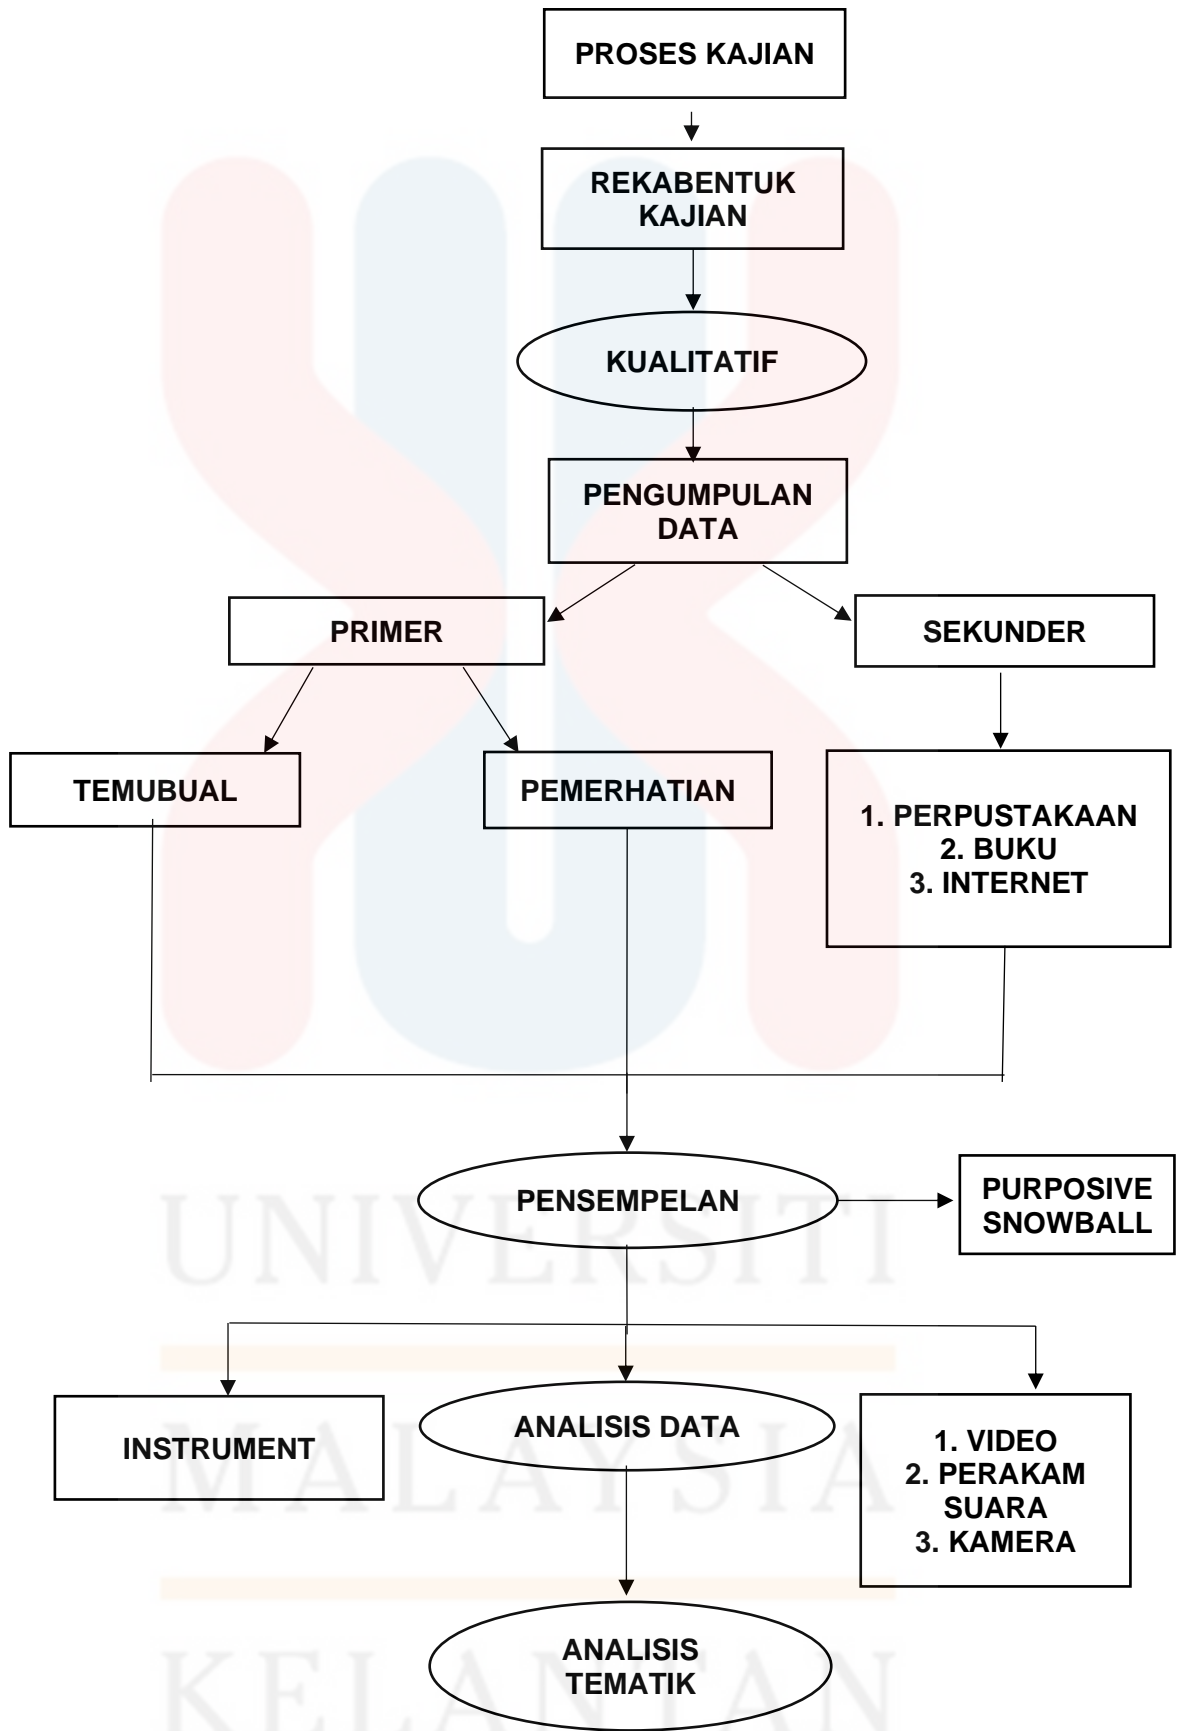 PROSES KAJIAN
REKABENTUK
KAJIAN
KUALITATIF
PENGUMPULAN
DATA
PRIMER
SEKUNDER
TEMUBUAL
PEMERHATIAN
1. PERPUSTAKAAN
2. BUKU
3. INTERNET
PENSEMPELAN
PURPOSIVE
SNOWBALL
UNIVERSITI
INSTRUMENT
ANALISIS DATA
1. VIDEO
2. PERAKAM
SUARA
3. KAMERA
MALAYSIA
ANALISIS
TEMATIK
KELANTAN